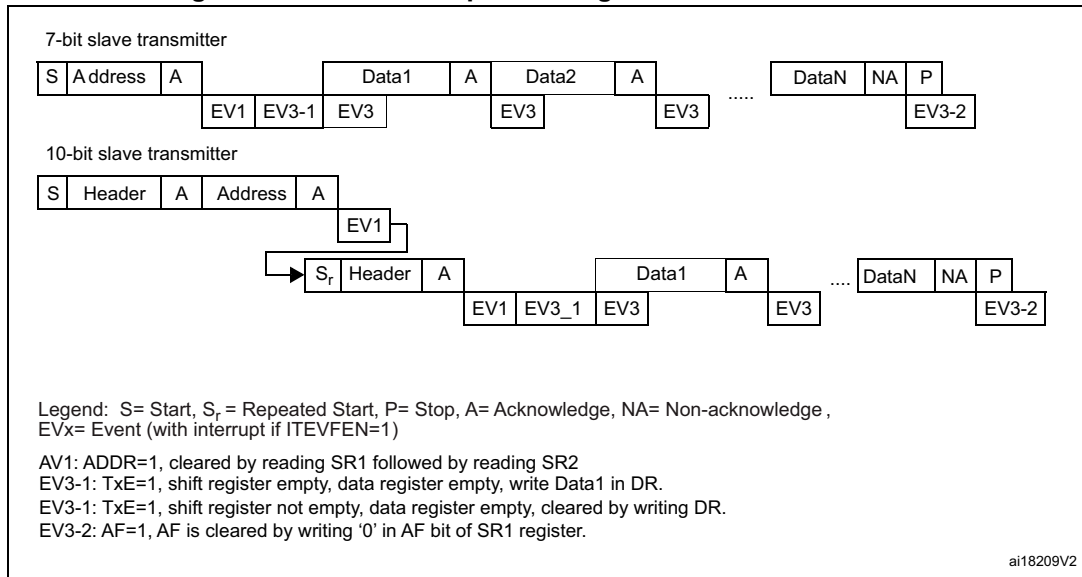 7-bit slave transmitter
S Address A Data1 A Data2 A ..... DataN NA P
EV1 EV3-1 EV3 EV3 EV3 EV3-2
10-bit slave transmitter
S Header A Address A
EV1
Sr Header A Data1 A .... DataN NA P
EV1 EV3_1 EV3 EV3 EV3-2
Legend: S= Start, Sr = Repeated Start, P= Stop, A= Acknowledge, NA= Non-acknowledge ,
EVx= Event (with interrupt if ITEVFEN=1)
AV1: ADDR=1, cleared by reading SR1 followed by reading SR2
EV3-1: TxE=1, shift register empty, data register empty, write Data1 in DR.
EV3-1: TxE=1, shift register not empty, data register empty, cleared by writing DR.
EV3-2: AF=1, AF is cleared by writing ‘0’ in AF bit of SR1 register.
ai18209V2